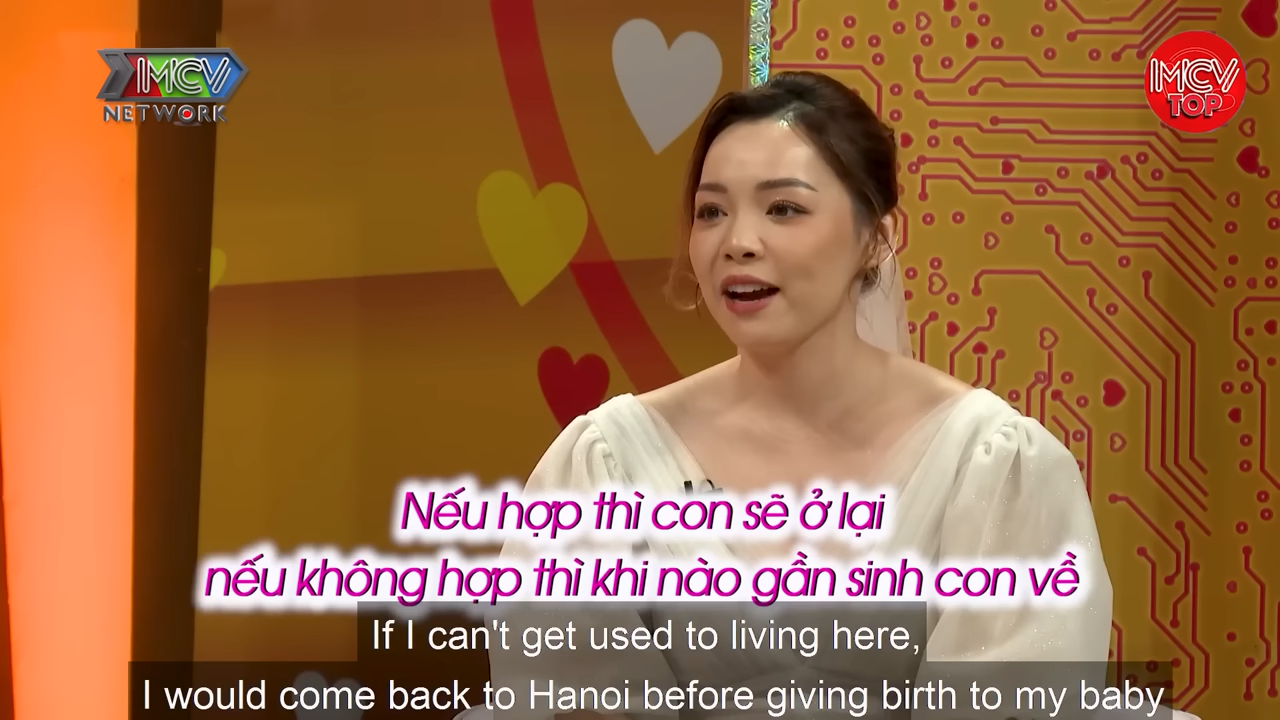 MCV
NETWORK
MCV
TOP
Nếu hợp thì con sẽ ở lại
nếu không hợp thì khi nào gần sinh con về
If I can't get used to living here,
I would come back to Hanoi before giving birth to my baby